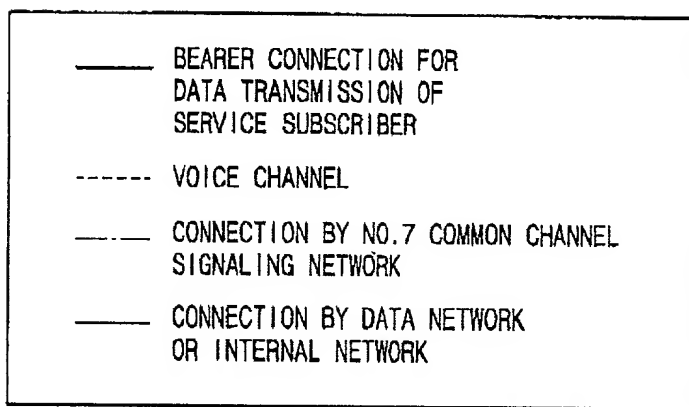 BEARER CONNECTION FOR
DATA TRANSMISSION OF
SERVICE SUBSCRIBER
VOICE CHANNEL
CONNECTION BY NO.7 COMMON CHANNEL
SIGNALING NETWORK
CONNECTION BY DATA NETWORK
OR INTERNAL NETWORK